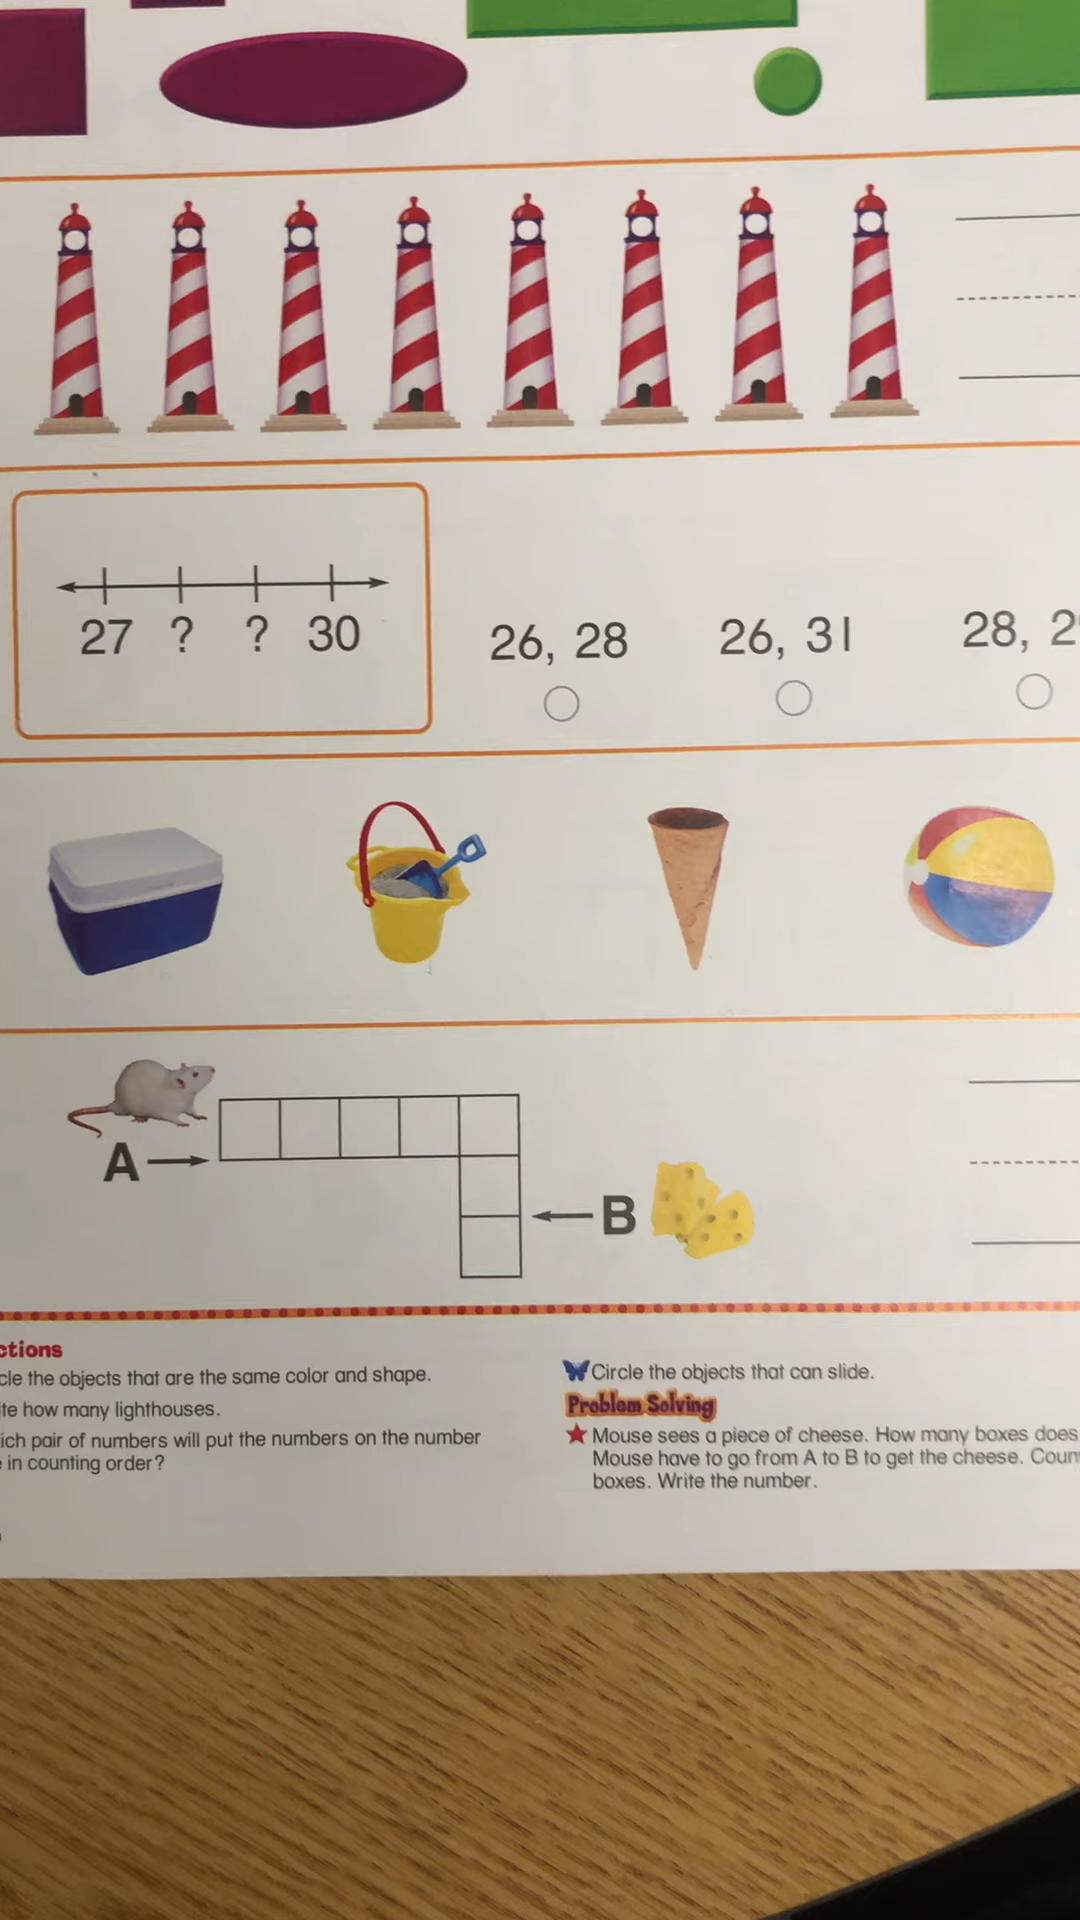 27 ? ? 30
26, 28
26, 31
28, 2
A
B
ctions
cle the objects that are the same color and shape.
ite how many lighthouses.
ich pair of numbers will put the numbers on the number
e in counting order?
Circle the objects that can slide.
Problem Solving
Mouse sees a piece of cheese. How many boxes does
Mouse have to go from A to B to get the cheese. Coun
boxes. Write the number.